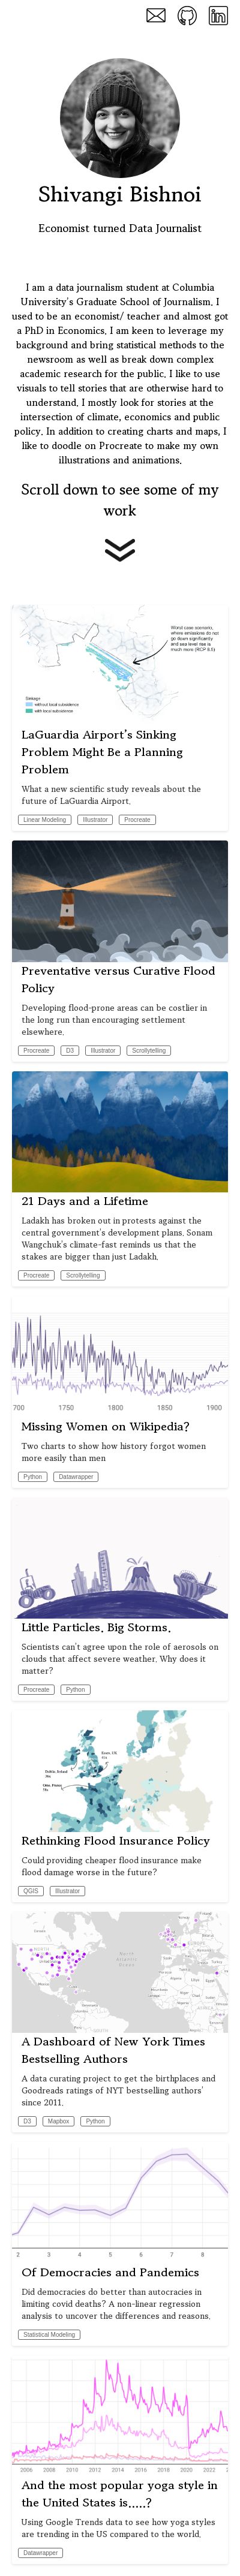 Shivangi Bishnoi
Economist turned Data Journalist
I am a data journalism student at Columbia
University's Graduate School of Journalism. I
used to be an economist/ teacher and almost got
a PhD in Economics. I am keen to leverage my
background and bring statistical methods to the
newsroom as well as break down complex
academic research for the public. I like to use
visuals to tell stories that are otherwise hard to
understand. I mostly look for stories at the
intersection of climate, economics and public
policy. In addition to creating charts and maps, I
like to doodle on Procreate to make my own
illustrations and animations.
Scroll down to see some of my
work
World case scenario,
where emissions do not
go down significantly
and sea level rise is
much more (RCP 8.5)
without local subsidence
with local subsidence
LaGuardia Airport's Sinking
Problem Might Be a Planning
Problem
What a new scientific study reveals about the
future of LaGuardia Airport.
Linear Modeling Illustrator Procreate
Preventative versus Curative Flood
Policy
Developing flood-prone areas can be costlier in
the long run than encouraging settlement
elsewhere.
Procreate D3 Illustrator Scrollytelling
21 Days and a Lifetime
Ladakh has broken out in protests against the
central government's development plans. Sonam
Wangchuk's climate-fast reminds us that the
stakes are bigger than just Ladakh.
Procreate Scrollytelling
700 1750 1800 1850 1900
Missing Women on Wikipedia?
Two charts to show how history forgot women
more easily than men
Python Datawrapper
Little Particles. Big Storms.
Scientists can't agree upon the role of aerosols on
clouds that affect severe weather. Why does it
matter?
Procreate Python
Rethinking Flood Insurance Policy
Could providing cheaper flood insurance make
flood damage worse in the future?
QGIS Illustrator
North
Atlantic
Ocean
A Dashboard of New York Times
Bestselling Authors
A data curating project to get the birthplaces and
Goodreads ratings of NYT bestselling authors'
since 2011.
D3 Mapbox Python
2 3 4 5 6 7 8
Of Democracies and Pandemics
Did democracies do better than autocracies in
limiting covid deaths? A non-linear regression
analysis to uncover the differences and reasons.
Statistical Modeling
2006 2008 2010 2012 2014 2016 2018 2020 2022
And the most popular yoga style in
the United States is.....?
Using Google Trends data to see how yoga styles
are trending in the US compared to the world.
Datawrapper